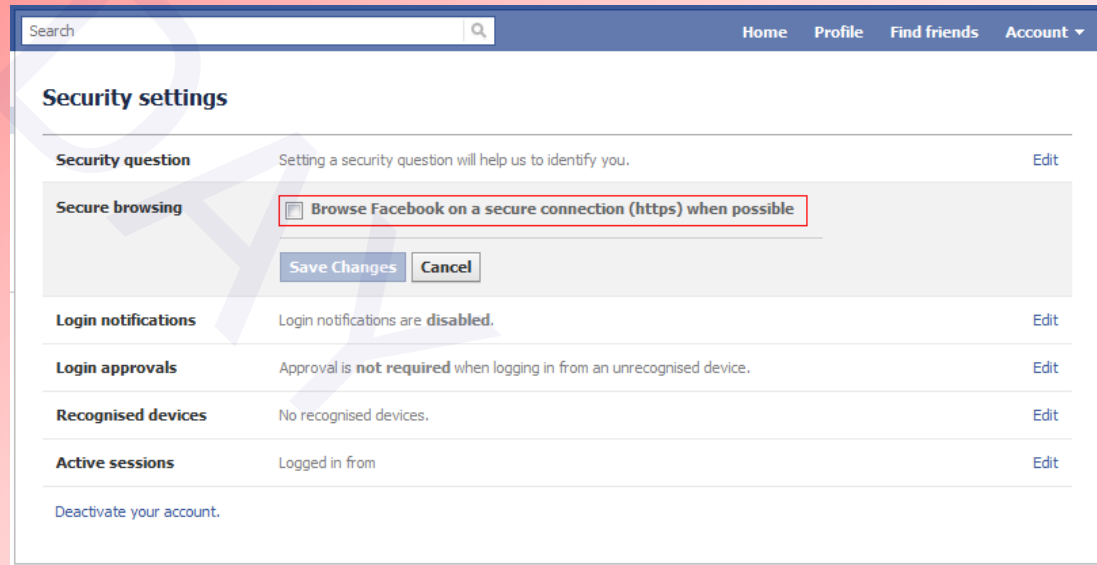 Search
Home Profile Find friends Account
Security settings
Security question Setting a security question will help us to identify you. Edit
Secure browsing Browse Facebook on a secure connection (https) when possible
Save Changes Cancel
Login notifications Login notifications are disabled. Edit
Login approvals Approval is not required when logging in from an unrecognised device. Edit
Recognised devices No recognised devices. Edit
Active sessions Logged in from Edit
Deactivate your account.
DAY